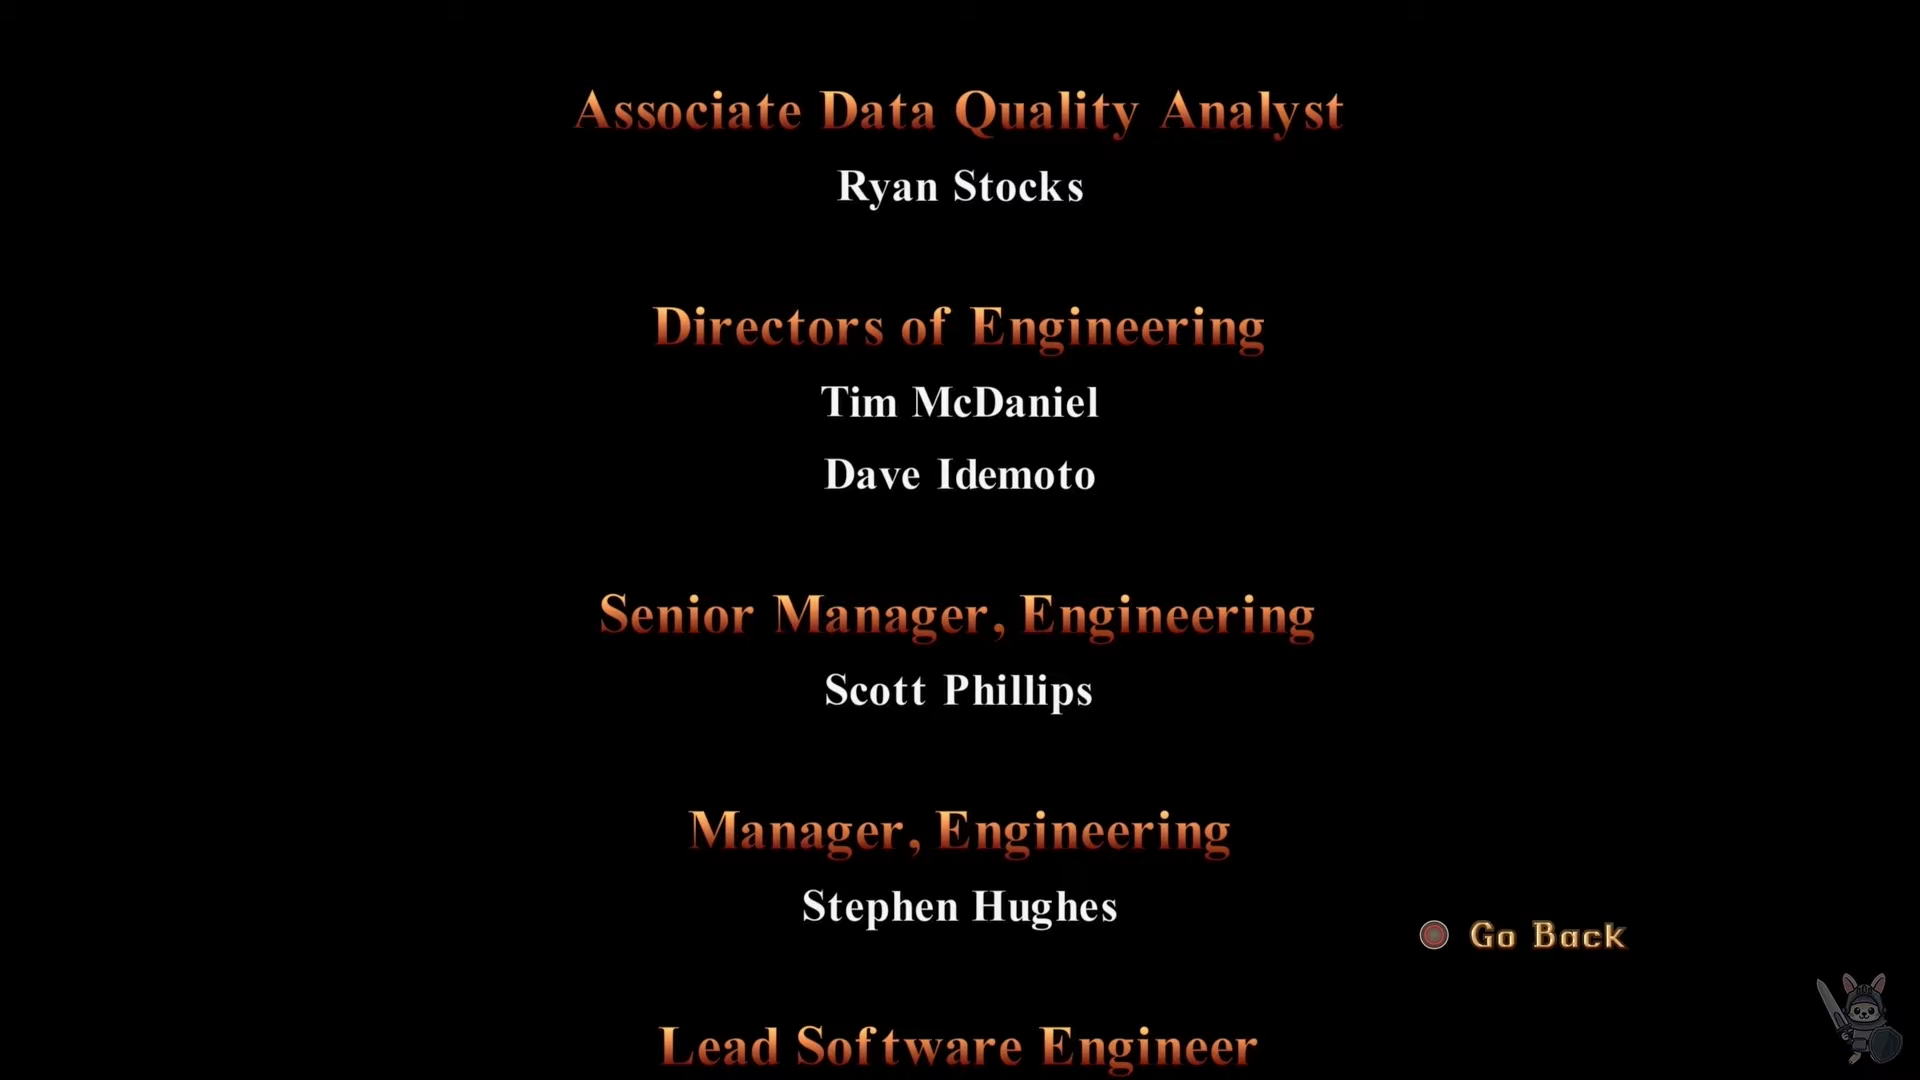 Associate Data Quality Analyst
Ryan Stocks
Directors of Engineering
Tim McDaniel
Dave Idemoto
Senior Manager, Engineering
Scott Phillips
Manager, Engineering
Stephen Hughes
Go Back
Lead Software Engineer